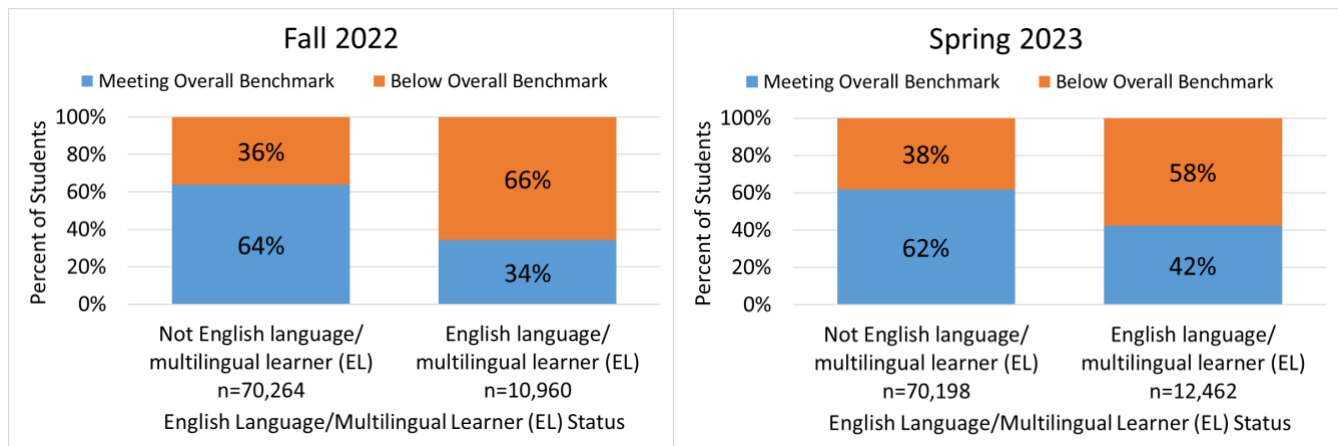 Fall 2022
Meeting Overall Benchmark Below Overall Benchmark
Percent of Students
100%
80%
60%
40%
20%
0%
36%
64%
66%
34%
Not English language/
multilingual learner (EL)
n=70,264
English language/
multilingual learner (EL)
n=10,960
English Language/Multilingual Learner (EL) Status
Spring 2023
Meeting Overall Benchmark Below Overall Benchmark
Percent of Students
100%
80%
60%
40%
20%
0%
38%
62%
58%
42%
Not English language/
multilingual learner (EL)
n=70,198
English language/
multilingual learner (EL)
n=12,462
English Language/Multilingual Learner (EL) Status